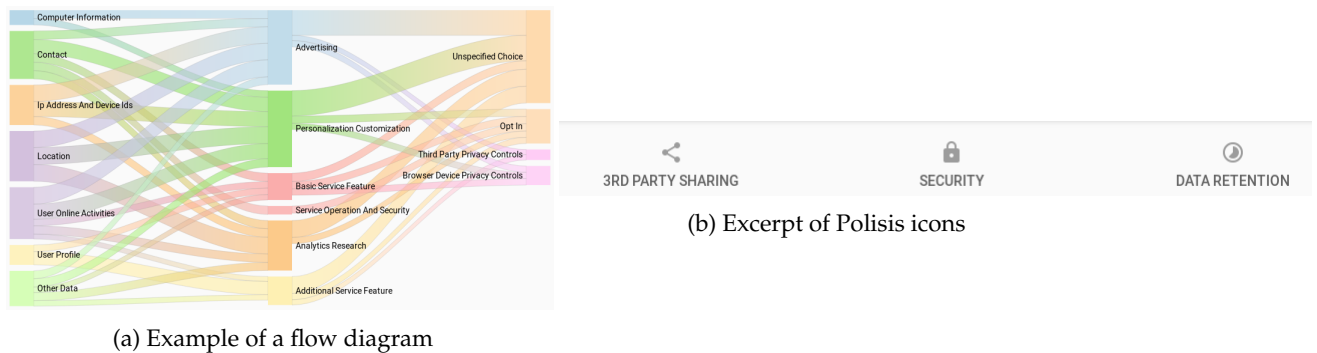 Computer Information
Contact
Ip Address And Device Ids
Location
User Online Activities
User Profile
Other Data
Advertising
Personalization Customization
Basic Service Feature
Service Operation And Security
Analytics Research
Additional Service Feature
Unspecified Choice
Opt In
Third Party Privacy Controls
Browser Device Privacy Controls
(a) Example of a flow diagram
3RD PARTY SHARING
SECURITY
DATA RETENTION
(b) Excerpt of Polisis icons